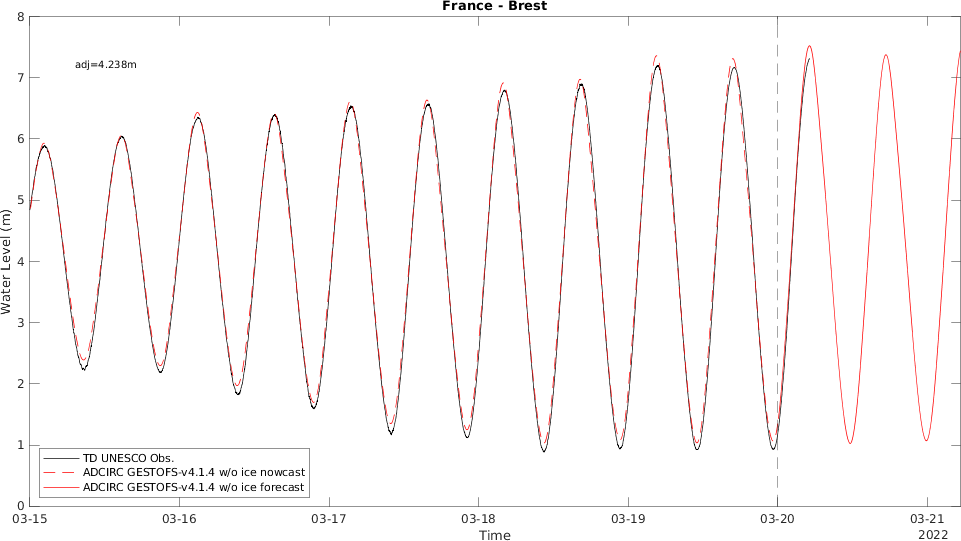 France - Brest
adj=4.238m
Water Level (m)
8
7
6
5
4
3
2
1
0
TD UNESCO Obs.
ADCIRC GESTOFS-v4.1.4 w/o ice nowcast
ADCIRC GESTOFS-v4.1.4 w/o ice forecast
03-15 03-16 03-17 03-18 03-19 03-20 03-21
Time
2022